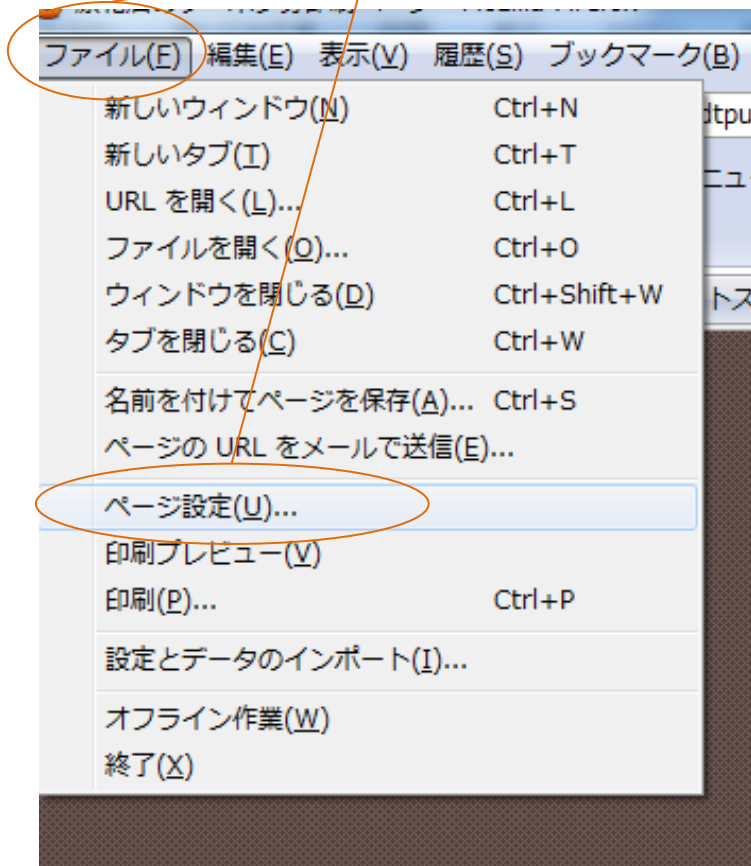 ファイル(F) 編集(E) 表示(V) 履歴(S) ブックマーク(B)
新しいウィンドウ(N) Ctrl+N
新しいタブ(T) Ctrl+T
URL を開く(L)... Ctrl+L
ファイルを開く(O)... Ctrl+O
ウィンドウを閉じる(D) Ctrl+Shift+W
タブを閉じる(C) Ctrl+W
名前を付けてページを保存(A)... Ctrl+S
ページの URL をメールで送信(E)...
ページ設定(U)...
印刷プレビュー(V)
印刷(P)... Ctrl+P
設定とデータのインポート(I)...
オフライン作業(W)
終了(X)